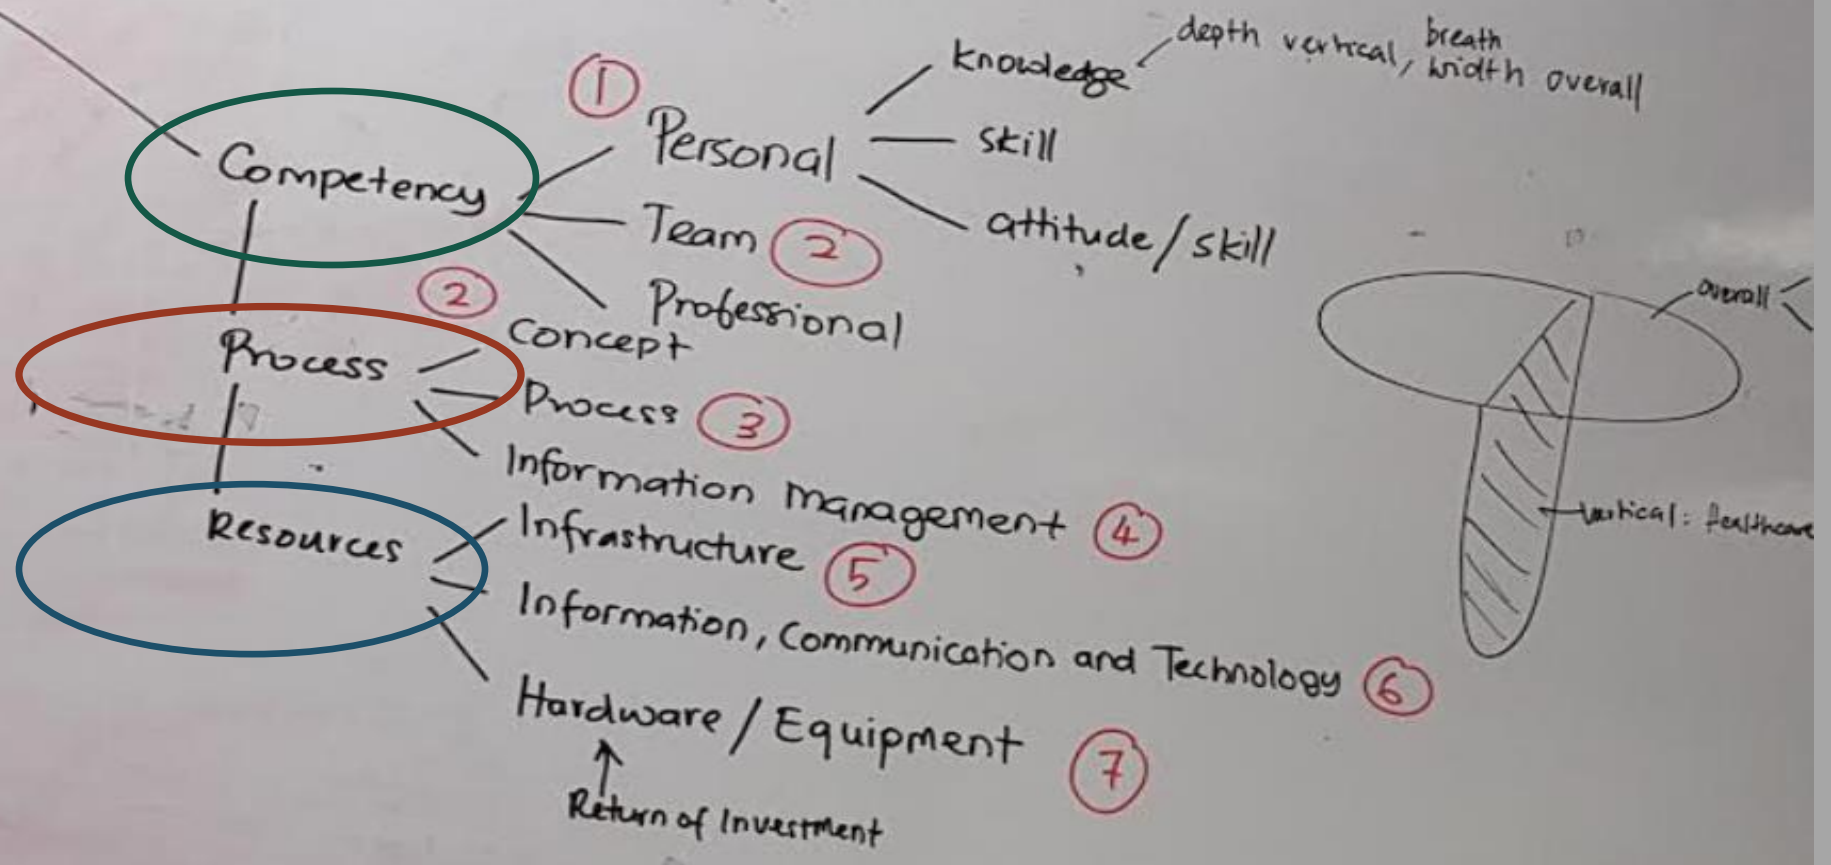 depth vertical, breath
width overall
Knowledge
1
Personal
skill
Competency
attitude/skill
Team 2
Professional
2
Concept
overall
Process
Process 3
Information Management 4
vertical: Healthcare
Resources
Infrastructure 5
Information, Communication and Technology 6
Hardware / Equipment 7
Return of Investment